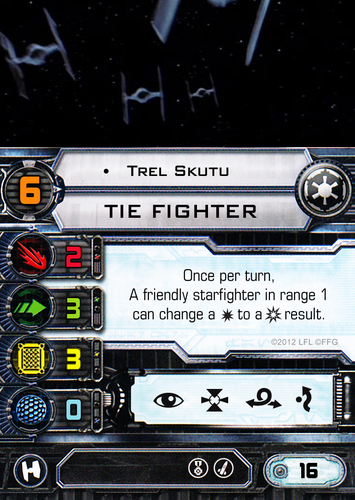 • Trel Skutu
6
TIE FIGHTER
2
3
3
0
Once per turn,
A friendly starfighter in range 1
can change a to a result.
©2012 LFL ©FFG
16